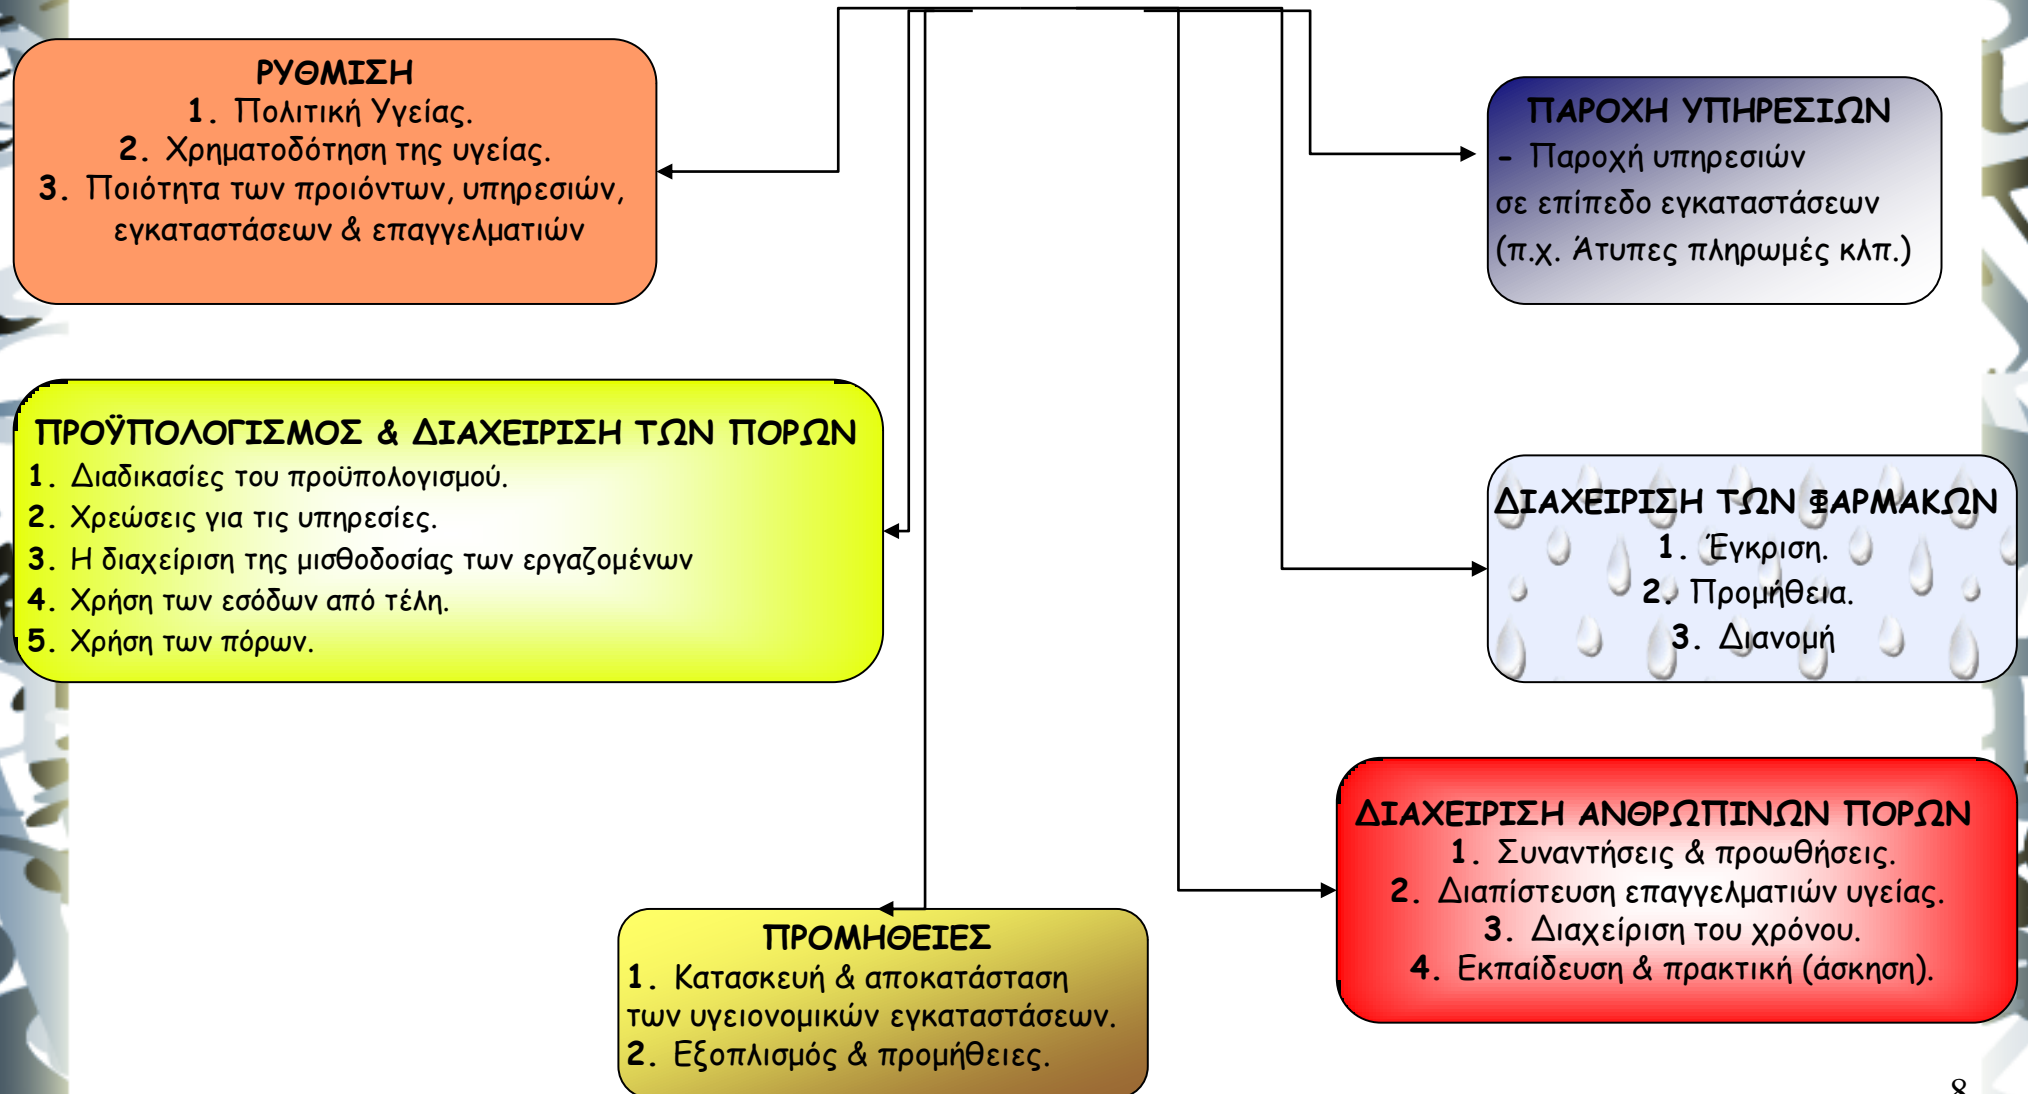 ΡΥΘΜΙΣΗ
1. Πολιτική Υγείας.
2. Χρηματοδότηση της υγείας.
3. Ποιότητα των προιόντων, υπηρεσιών,
εγκαταστάσεων & επαγγελματιών
ΠΑΡΟΧΗ ΥΠΗΡΕΣΙΩΝ
- Παροχή υπηρεσιών
σε επίπεδο εγκαταστάσεων
(π.χ. Άτυπες πληρωμές κλπ.)
ΠΡΟΫΠΟΛΟΓΙΣΜΟΣ & ΔΙΑΧΕΙΡΙΣΗ ΤΩΝ ΠΟΡΩΝ
1. Διαδικασίες του προϋπολογισμού.
2. Χρεώσεις για τις υπηρεσίες.
3. Η διαχείριση της μισθοδοσίας των εργαζομένων
4. Χρήση των εσόδων από τέλη.
5. Χρήση των πόρων.
ΔΙΑΧΕΙΡΙΣΗ ΤΩΝ ΦΑΡΜΑΚΩΝ
1. Έγκριση.
2. Προμήθεια.
3. Διανομή
ΔΙΑΧΕΙΡΙΣΗ ΑΝΘΡΩΠΙΝΩΝ ΠΟΡΩΝ
1. Συναντήσεις & προωθήσεις.
2. Διαπίστευση επαγγελματιών υγείας.
3. Διαχείριση του χρόνου.
4. Εκπαίδευση & πρακτική (άσκηση).
ΠΡΟΜΗΘΕΙΕΣ
1. Κατασκευή & αποκατάσταση
των υγειονομικών εγκαταστάσεων.
2. Εξοπλισμός & προμήθειες.
8